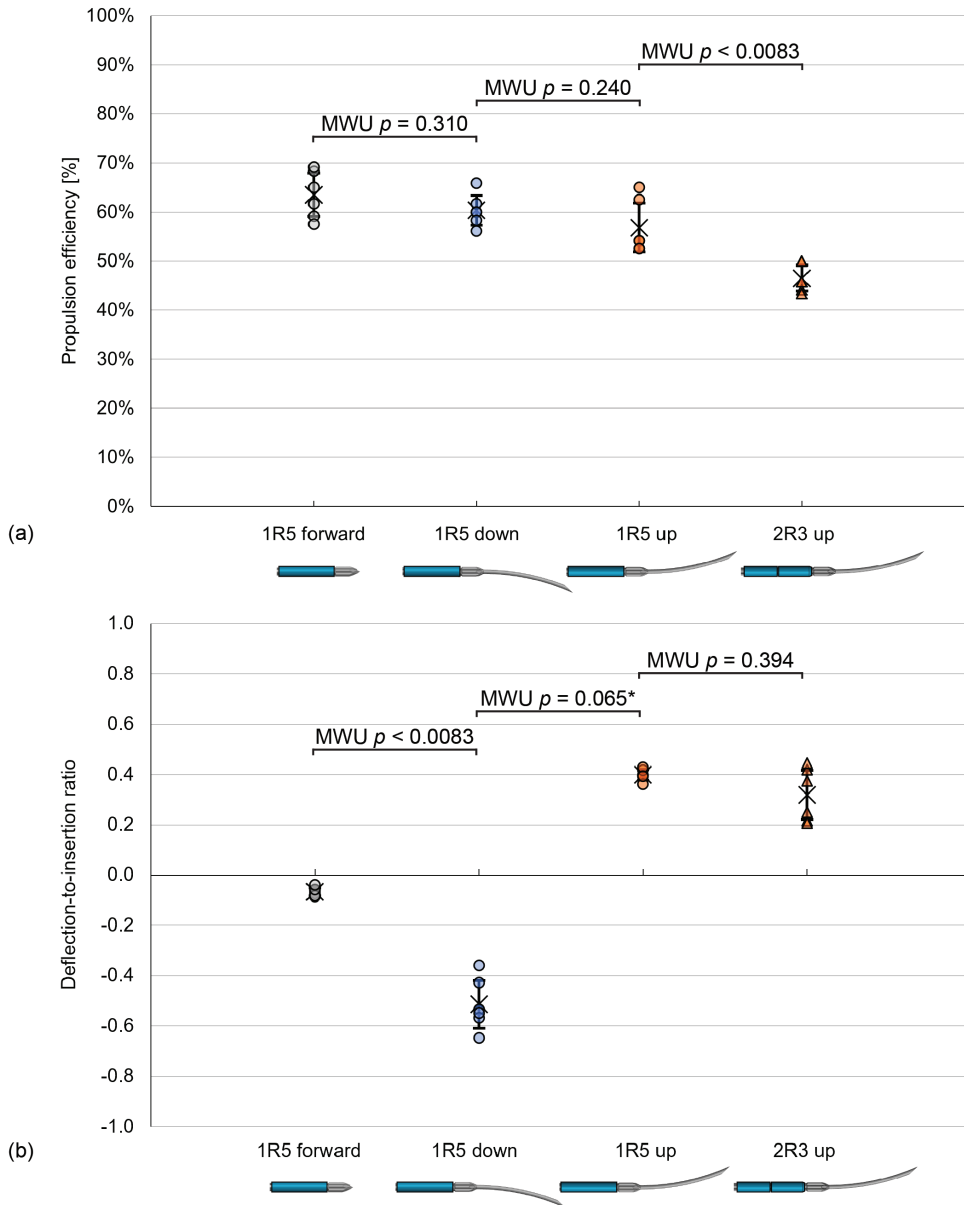 100%
90%
80%
70%
60%
50%
40%
30%
20%
10%
0%
Propulsion efficiency [%]
MWU p < 0.0083
MWU p = 0.240
MWU p = 0.310
(a)
1R5 forward 1R5 down 1R5 up 2R3 up
1.0
0.8
0.6
0.4
0.2
0.0
-0.2
-0.4
-0.6
-0.8
-1.0
Deflection-to-insertion ratio
MWU p = 0.394
MWU p = 0.065*
MWU p < 0.0083
(b)
1R5 forward 1R5 down 1R5 up 2R3 up